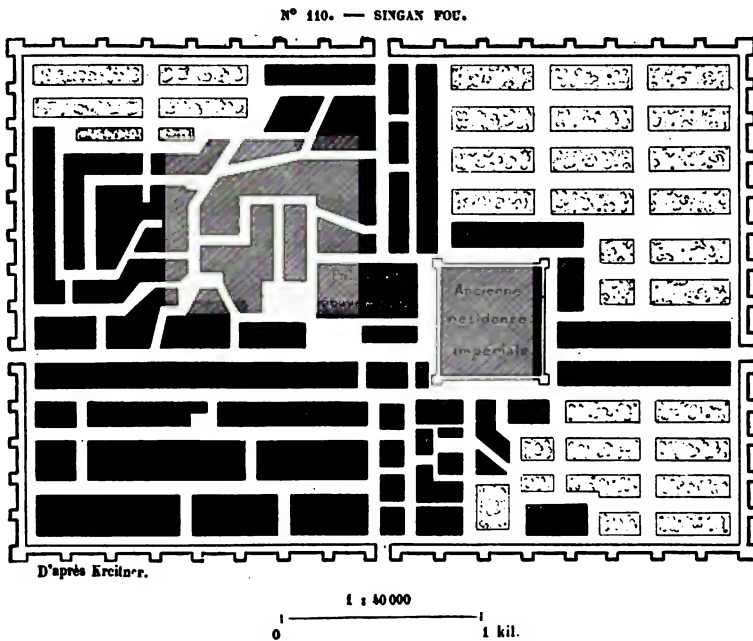 N° 110. — SINGAN FOU.
Ancienne
résidence
impériale
D'après Kreitner.
1 : 40 000
0 1 kil.